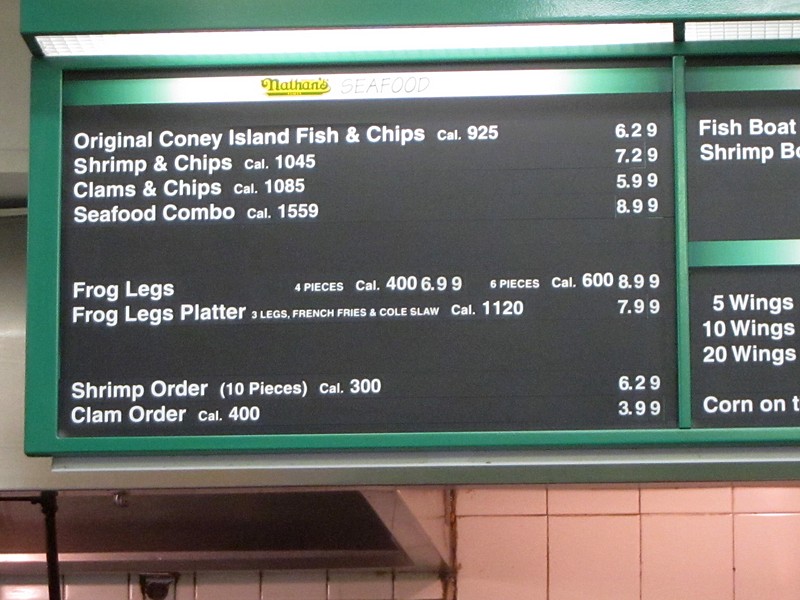 Nathan's SEAFOOD
Original Coney Island Fish & Chips Cal. 925 6.29
Shrimp & Chips Cal. 1045 7.29
Clams & Chips Cal. 1085 5.99
Seafood Combo Cal. 1559 8.99
Frog Legs 4 PIECES Cal. 400 6.99 6 PIECES Cal. 600 8.99
Frog Legs Platter 3 LEGS, FRENCH FRIES & COLE SLAW Cal. 1120 7.99
Shrimp Order (10 Pieces) Cal. 300 6.29
Clam Order Cal. 400 3.99
Fish Boat
Shrimp
5 Wings
10 Wings
20 Wings
Corn on